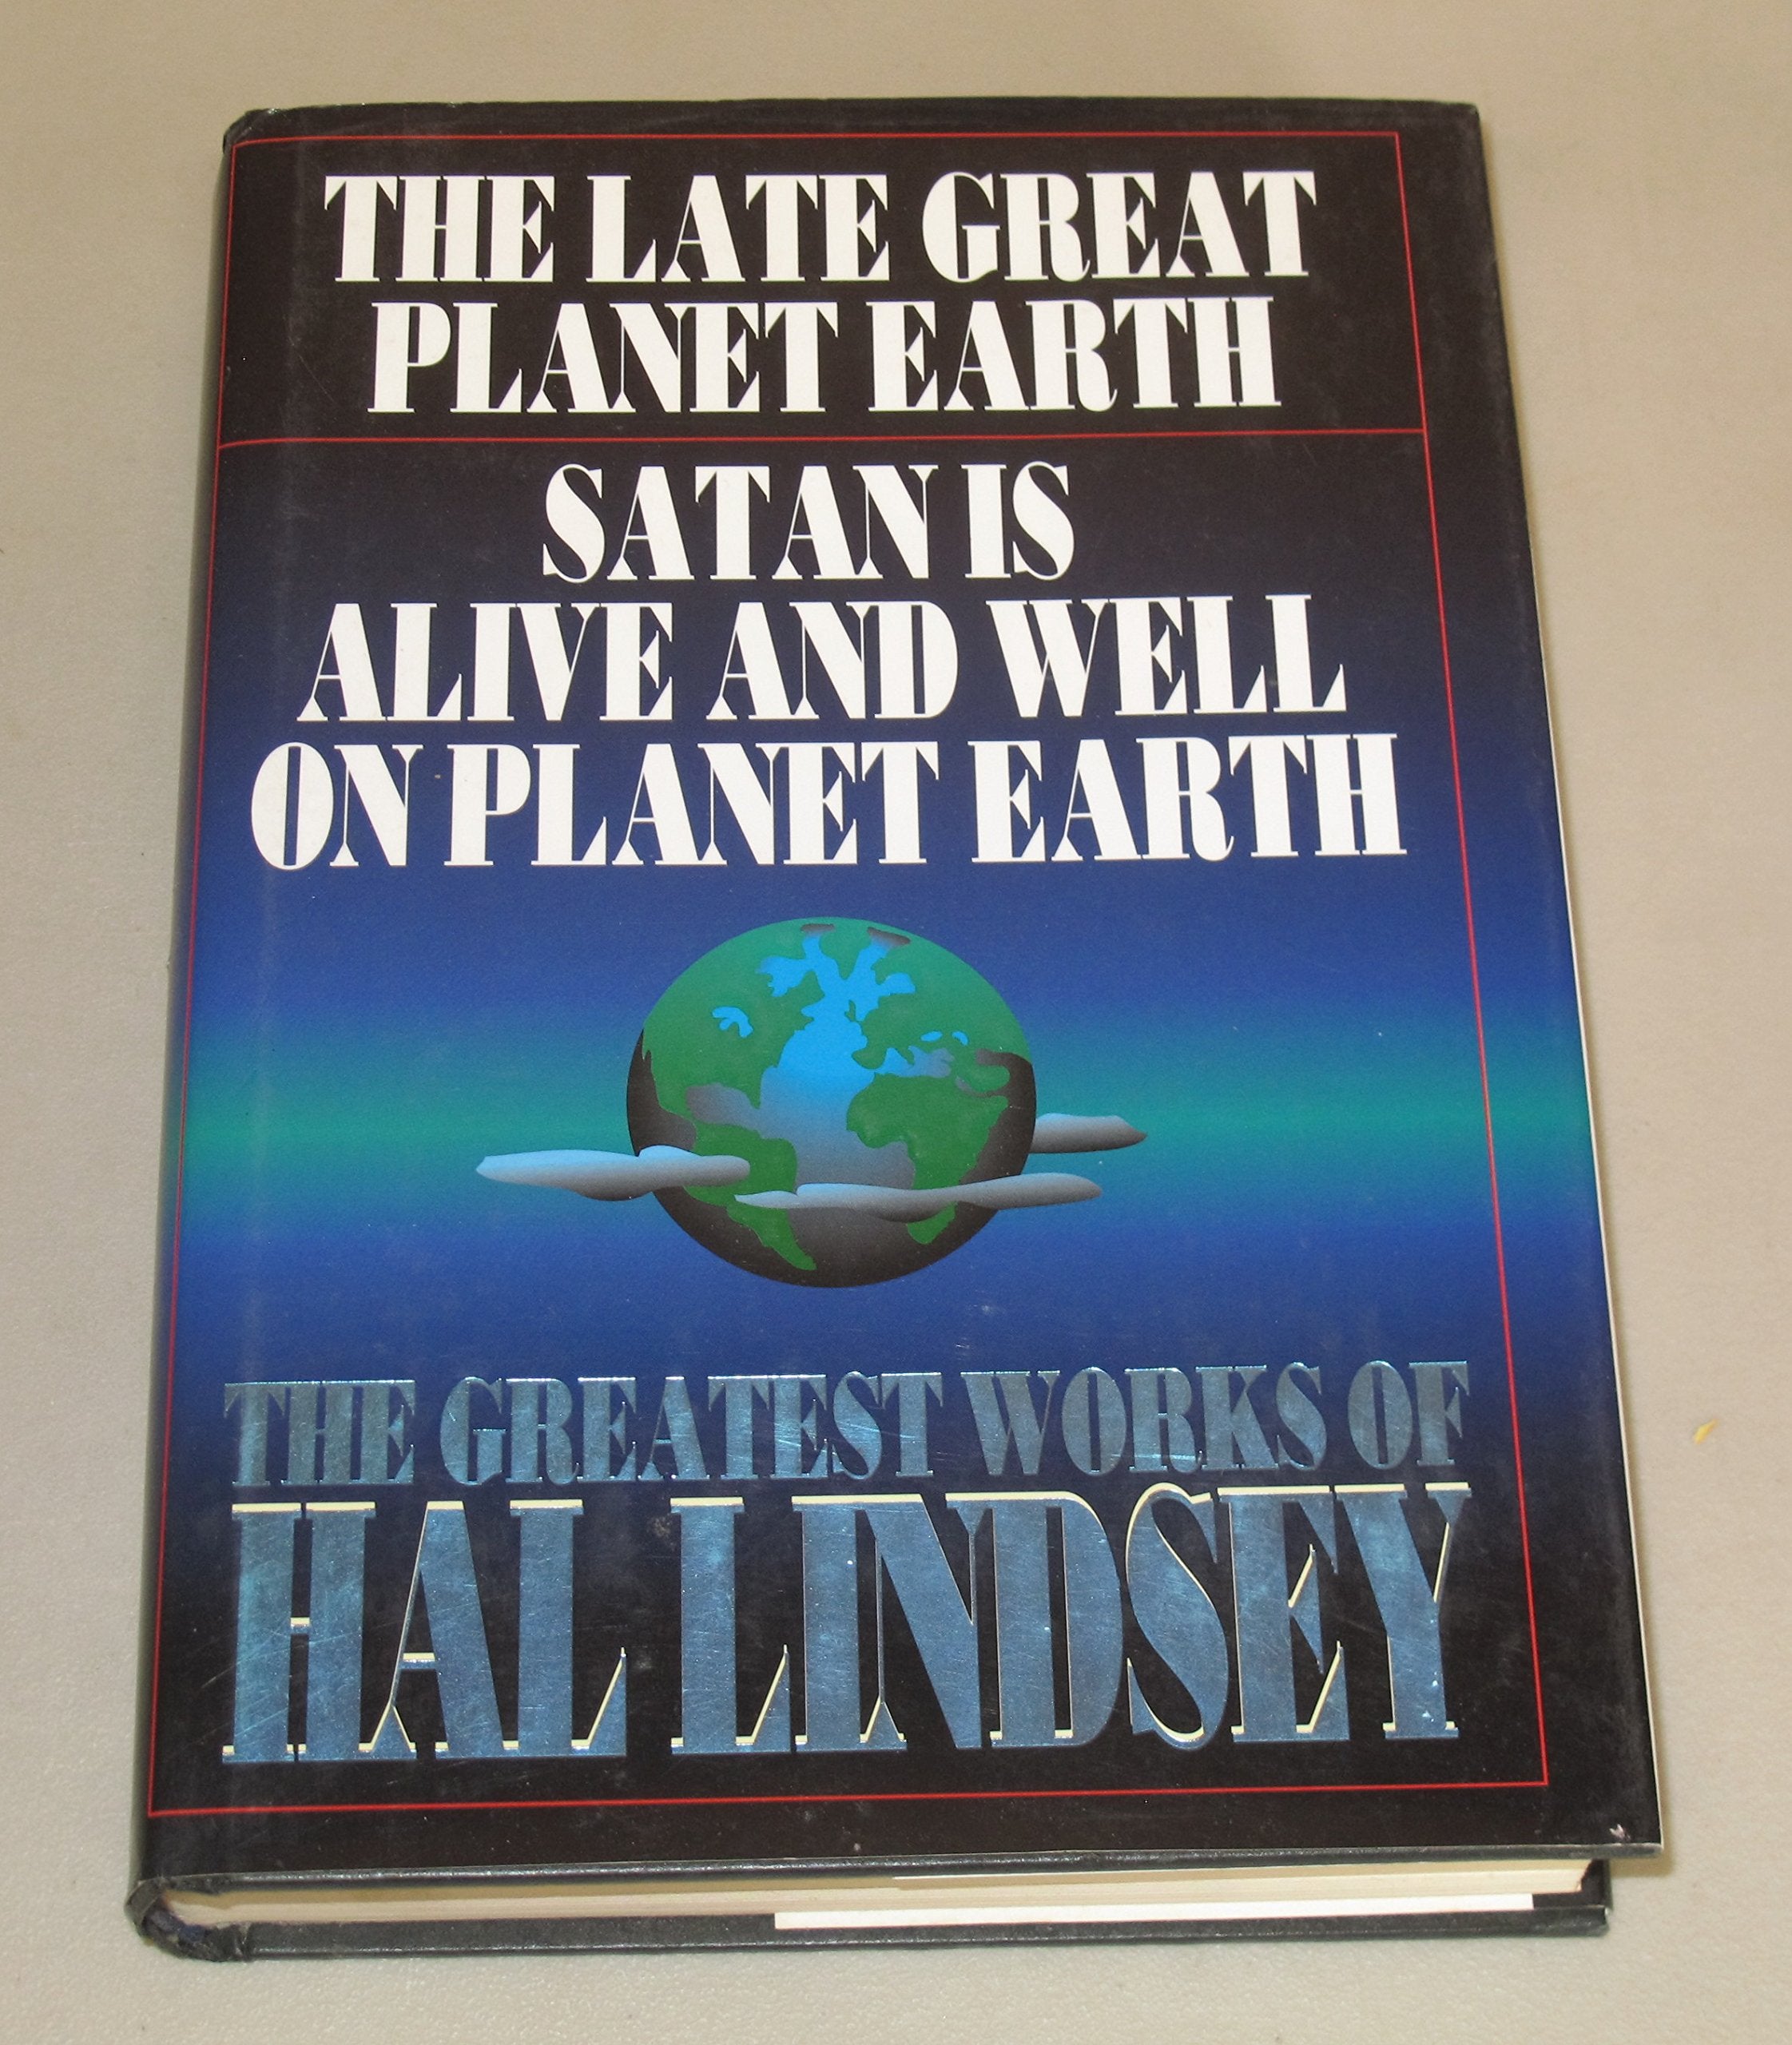 THE LATE GREAT
PLANET EARTH
SATAN IS
ALIVE AND WELL
ON PLANET EARTH
THE GREATEST WORKS OF
HAL LINDSEY